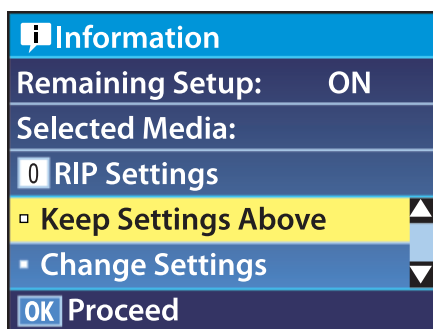 Information
Remaining Setup: ON
Selected Media:
0 RIP Settings
Keep Settings Above
Change Settings
OK Proceed